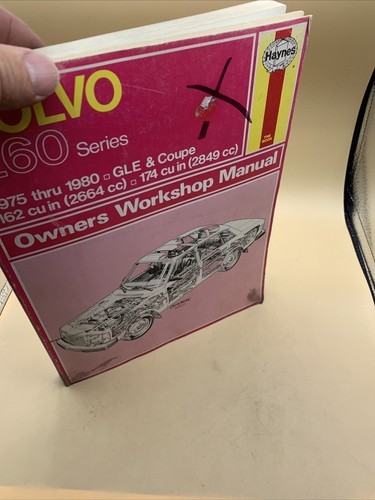 OLVO
260 Series
1975 thru 1980 □ GLE & Coupe
162 cu in (2664 cc) □ 174 cu in (2849 cc)
Owners Workshop Manual
Haynes